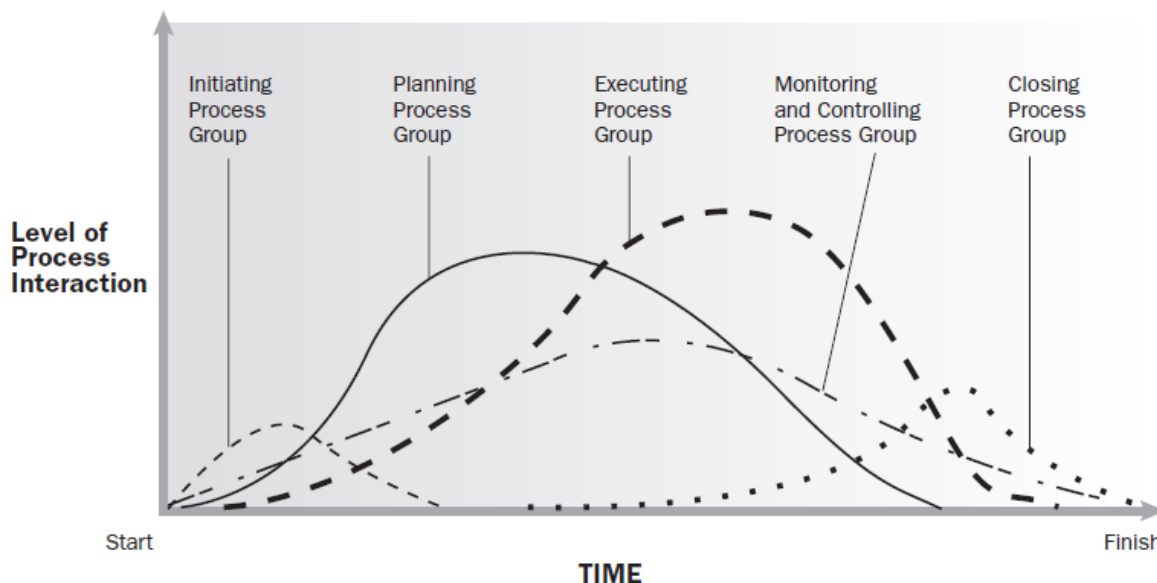 Initiating
Process
Group
Planning
Process
Group
Executing
Process
Group
Monitoring
and Controlling
Process Group
Closing
Process
Group
Level of
Process
Interaction
Start
Finish
TIME